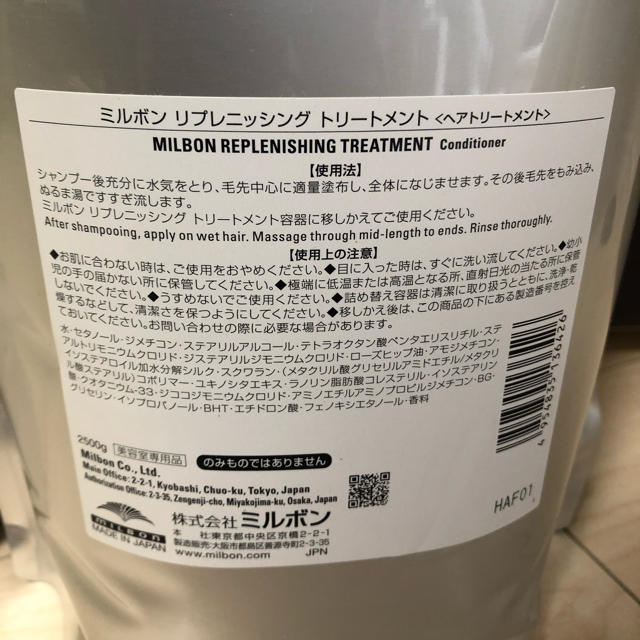 ミルボン リプレニッシング トリートメント〈ヘアトリートメント〉
MILBON REPLENISHING TREATMENT Conditioner
【使用法】
シャンプー後充分に水気をとり、毛先中心に適量塗布し、全体になじませます。その後毛先をもみ込み、
ぬるま湯ですすぎ流します。
ミルボン リプレニッシング トリートメント容器に移しかえてご使用ください。
After shampooing, apply on wet hair. Massage through mid-length to ends. Rinse thoroughly.
【使用上の注意】
◆お肌に合わない時は、ご使用をおやめください。◆目に入った時は、すぐに洗い流してください。◆幼小
児の手の届かない所に保管してください。◆極端に低温または高温となる所、直射日光の当たる所に保管
しないでください。◆うすめないでご使用ください。◆詰め替え容器は清潔に取り扱うとともに、洗浄・乾
燥するなどして、清潔さを保つようにしてください。◆移しかえ後は、この商品の下にある製造番号を控え
ておいてください。お問い合わせの際に必要な場合があります。
水・セタノール・ジメチコン・ステアリルアルコール・テトラオクタン酸ペンタエリスリチル・ステ
アルトリモニウムクロリド・ジステアリルジモニウムクロリド・ローズヒップ油・アモジメチコン・
イソステアロイル加水分解シルク・スクワラン・(メタクリル酸グリセリルアミドエチル/メタクリ
ル酸ステアリル)コポリマー・ユキノシタエキス・ラノリン脂肪酸コレステリル・インステアリン
酸・クオタニウム-33・ジココジモニウムクロリド・アミノエチルアミノプロピルジメチコン・BG・
グリセリン・イソプロパノール・BHT・エチドロン酸・フェノキシエタノール・香料
4 954835 136426
2500g 美容室専用品 のみものではありません
Milbon Co., Ltd.
Main Office: 2-2-1, Kyobashi, Chuo-ku, Tokyo, Japan
Authorization Office: 2-3-35, Zengenji-cho, Miyakojima-ku, Osaka, Japan
milbon
MADE IN JAPAN
株式会社 ミルボン
本 社:東京都中央区京橋2-2-1
製造販売:大阪市都島区善源寺町2-3-35
www.milbon.com JPN
HAF01